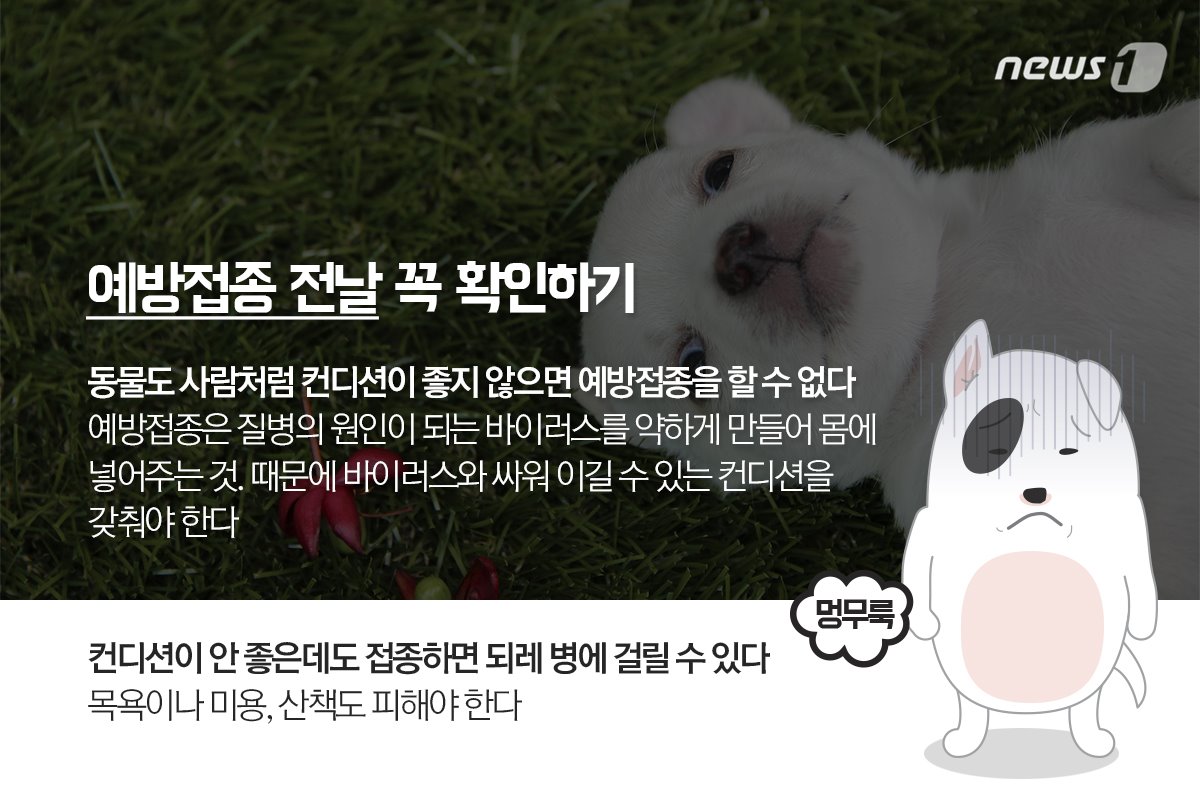 news1
예방접종 전날 꼭 확인하기
동물도 사람처럼 컨디션이 좋지 않으면 예방접종을 할 수 없다
예방접종은 질병의 원인이 되는 바이러스를 약하게 만들어 몸에
넣어주는 것. 때문에 바이러스와 싸워 이길 수 있는 컨디션을
갖춰야 한다
멍무룩
컨디션이 안 좋은데도 접종하면 되레 병에 걸릴 수 있다
목욕이나 미용, 산책도 피해야 한다